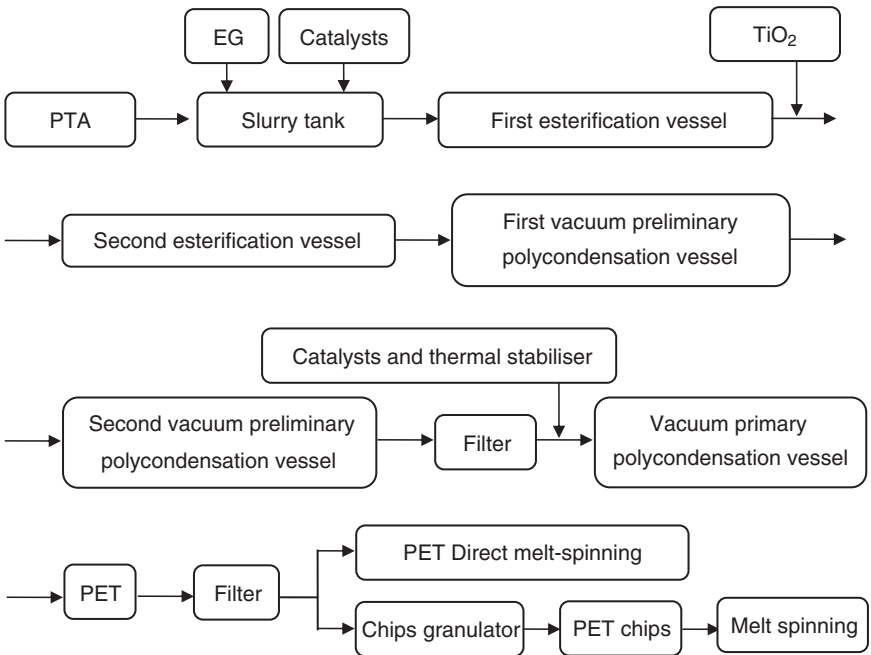 EG
Catalysts
TiO₂
PTA
Slurry tank
First esterification vessel
Second esterification vessel
First vacuum preliminary
polycondensation vessel
Catalysts and thermal stabiliser
Second vacuum preliminary
polycondensation vessel
Filter
Vacuum primary
polycondensation vessel
PET
Filter
PET Direct melt-spinning
Chips granulator
PET chips
Melt spinning